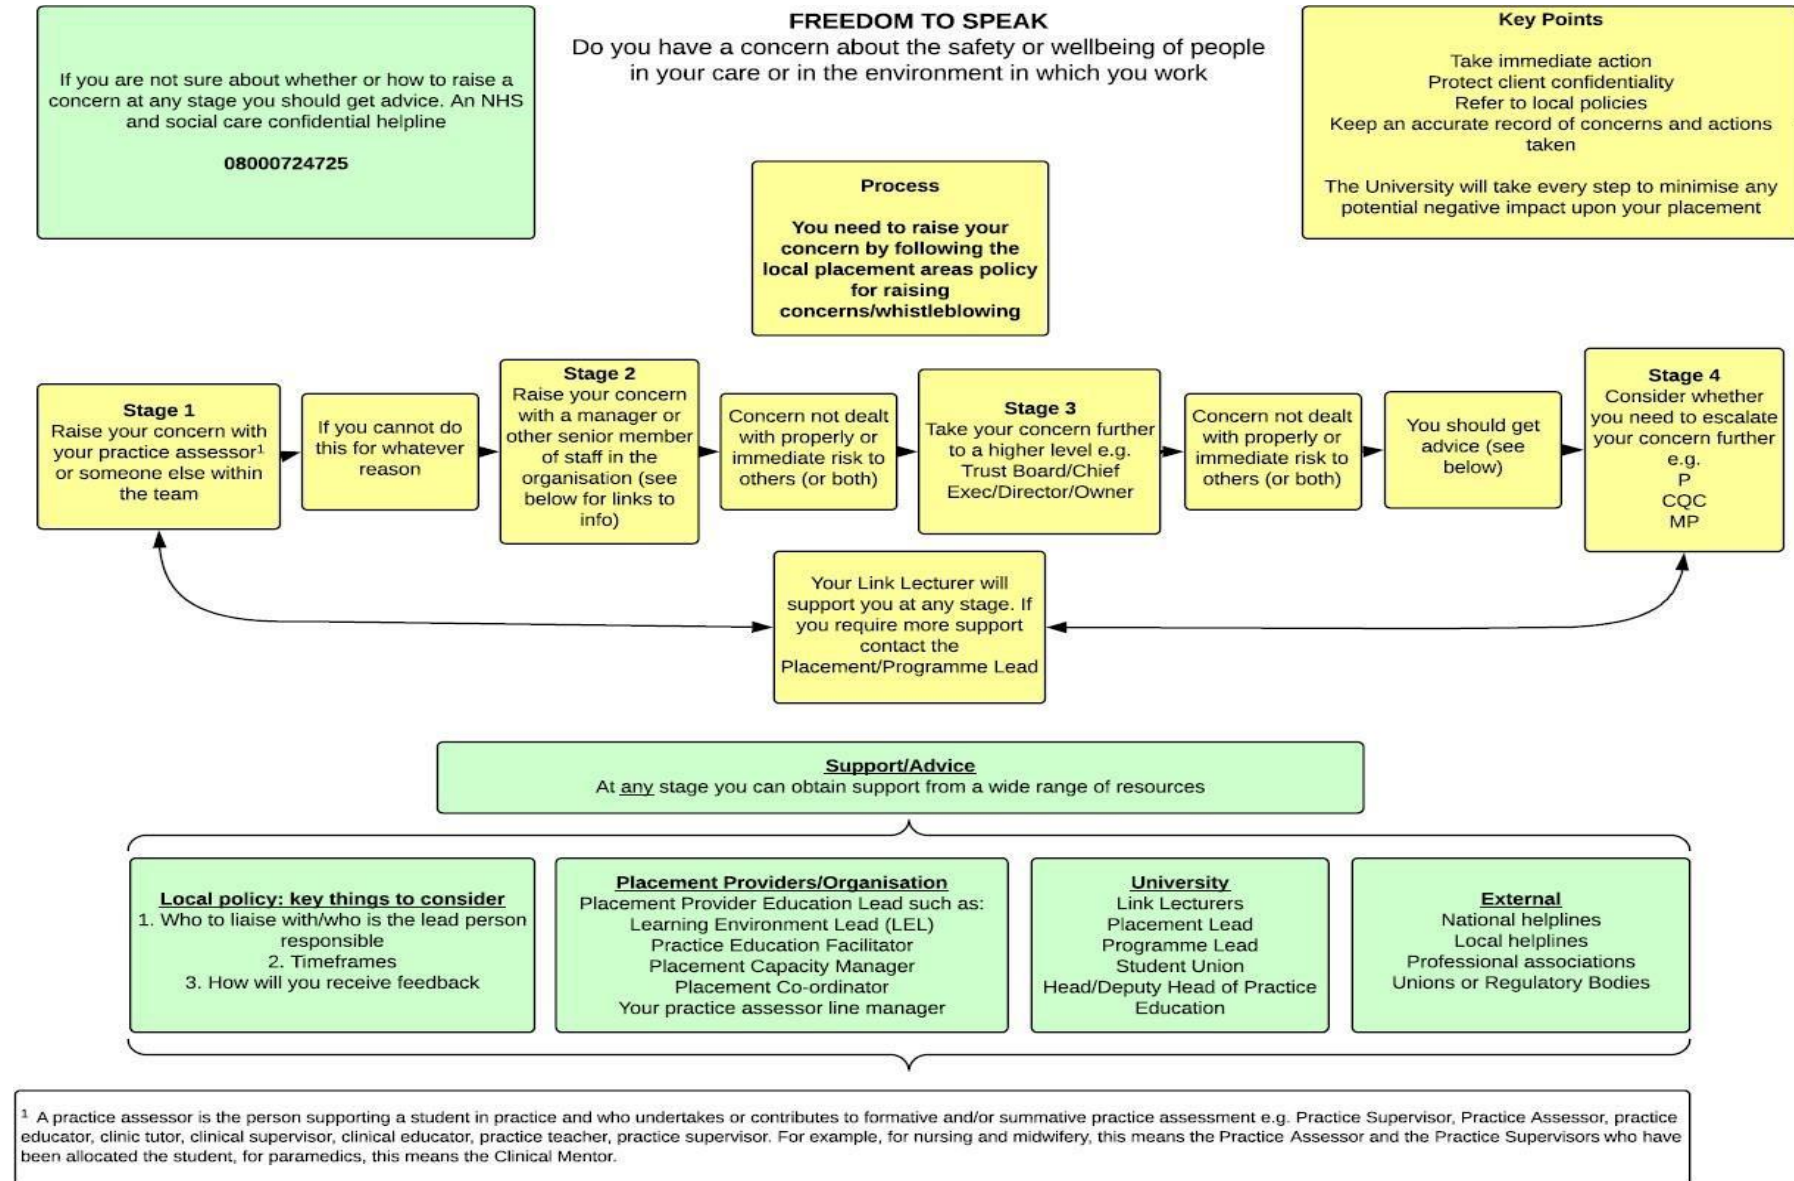 If you are not sure about whether or how to raise a
concern at any stage you should get advice. An NHS
and social care confidential helpline
08000724725
FREEDOM TO SPEAK
Do you have a concern about the safety or wellbeing of people
in your care or in the environment in which you work
Key Points
Take immediate action
Protect client confidentiality
Refer to local policies
Keep an accurate record of concerns and actions
taken
The University will take every step to minimise any
potential negative impact upon your placement
Process
You need to raise your
concern by following the
local placement areas policy
for raising
concerns/whistleblowing
Stage 1
Raise your concern with
your practice assessor¹
or someone else within
the team
If you cannot do
this for whatever
reason
Stage 2
Raise your concern
with a manager or
other senior member
of staff in the
organisation (see
below for links to
info)
Concern not dealt
with properly or
immediate risk to
others (or both)
Stage 3
Take your concern further
to a higher level e.g.
Trust Board/Chief
Exec/Director/Owner
Concern not dealt
with properly or
immediate risk to
others (or both)
You should get
advice (see
below)
Stage 4
Consider whether
you need to escalate
your concern further
e.g.
P
CQC
MP
Your Link Lecturer will
support you at any stage. If
you require more support
contact the
Placement/Programme Lead
Support/Advice
At any stage you can obtain support from a wide range of resources
Local policy: key things to consider
1. Who to liaise with/who is the lead person
responsible
2. Timeframes
3. How will you receive feedback
Placement Providers/Organisation
Placement Provider Education Lead such as:
Learning Environment Lead (LEL)
Practice Education Facilitator
Placement Capacity Manager
Placement Co-ordinator
Your practice assessor line manager
University
Link Lecturers
Placement Lead
Programme Lead
Student Union
Head/Deputy Head of Practice
Education
External
National helplines
Local helplines
Professional associations
Unions or Regulatory Bodies
¹ A practice assessor is the person supporting a student in practice and who undertakes or contributes to formative and/or summative practice assessment e.g. Practice Supervisor, Practice Assessor, practice
educator, clinic tutor, clinical supervisor, clinical educator, practice teacher, practice supervisor. For example, for nursing and midwifery, this means the Practice Assessor and the Practice Supervisors who have
been allocated the student, for paramedics, this means the Clinical Mentor.